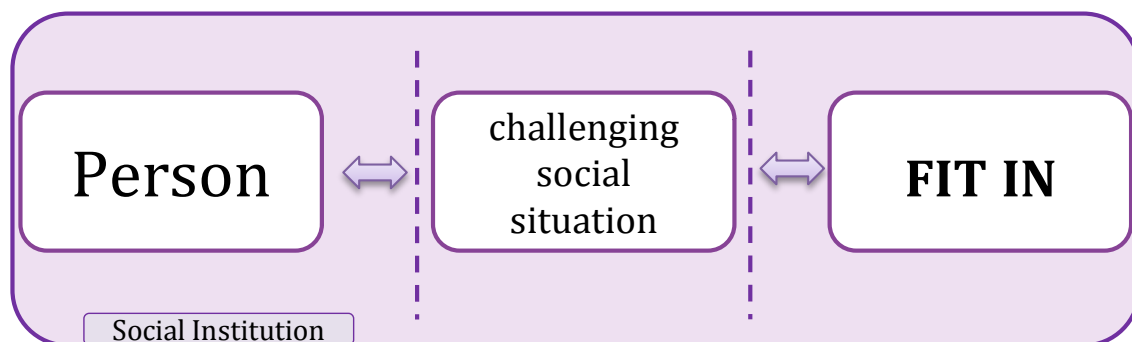 Person
challenging
social
situation
FIT IN
Social Institution